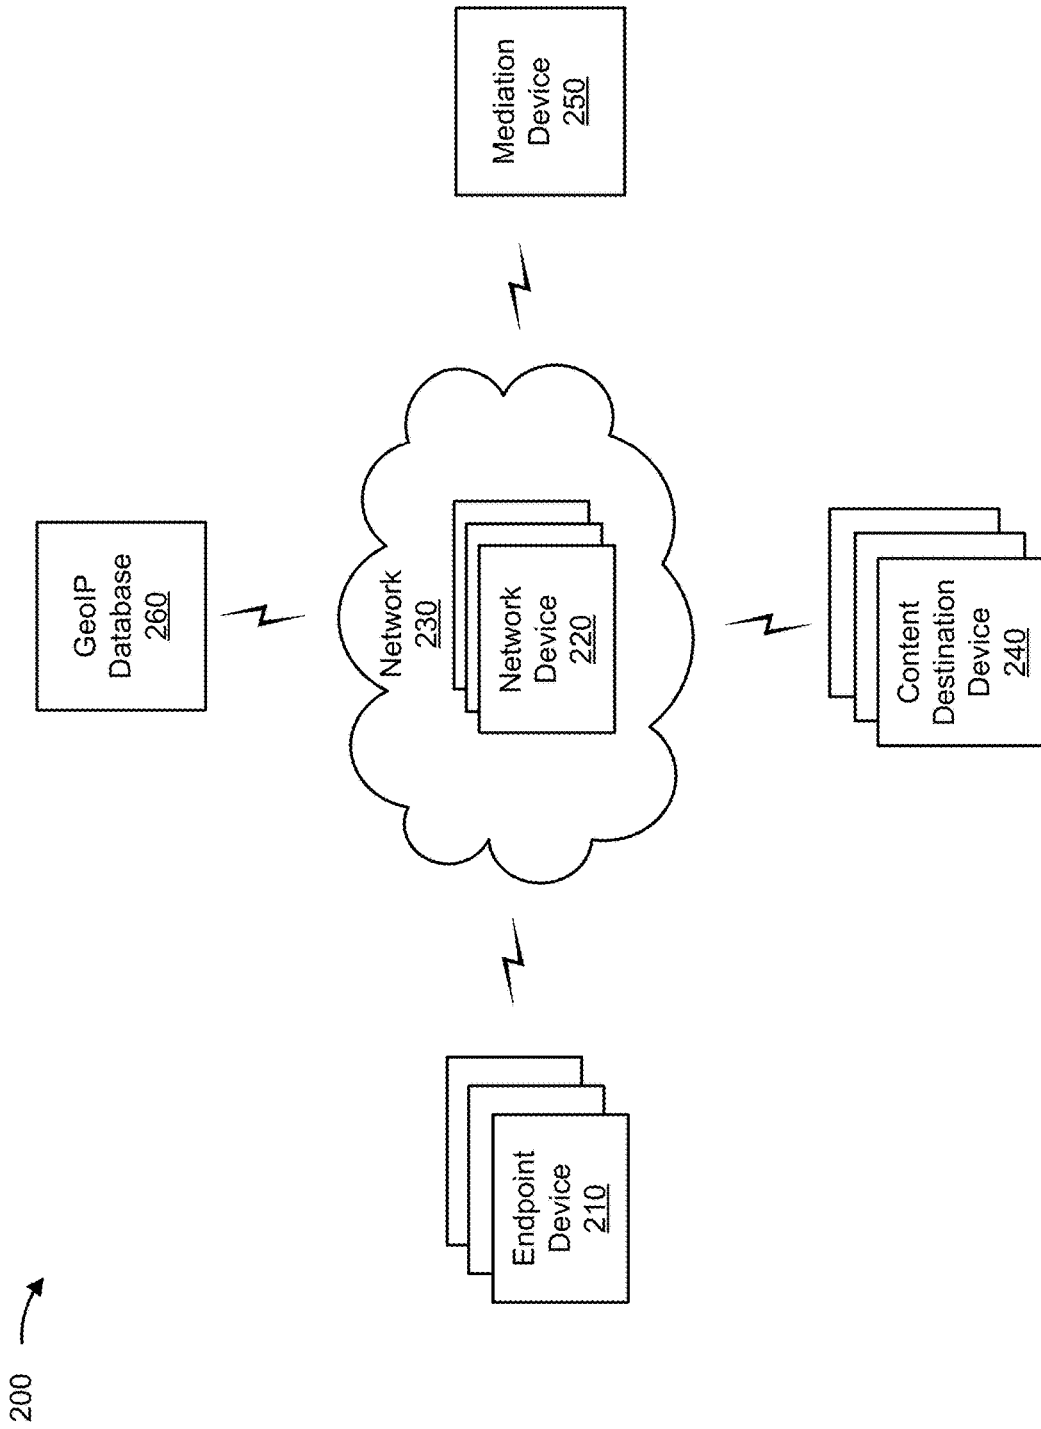 200
GeoIP
Database
260
Network
230
Network
Device
220
Endpoint
Device
210
Mediation
Device
250
Content
Destination
Device
240